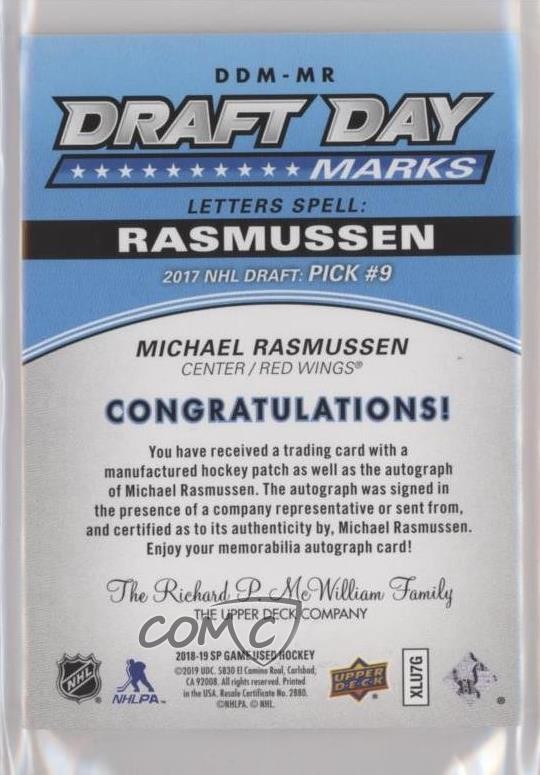 DDM-MR
DRAFT DAY
MARKS
LETTERS SPELL:
RASMUSSEN
2017 NHL DRAFT: PICK #9
MICHAEL RASMUSSEN
CENTER / RED WINGS®
CONGRATULATIONS!
You have received a trading card with a
manufactured hockey patch as well as the autograph
of Michael Rasmussen. The autograph was signed in
the presence of a company representative or sent from,
and certified as to its authenticity by, Michael Rasmussen.
Enjoy your memorabilia autograph card!
The Richard P. McWilliam Family
THE UPPER DECK COMPANY
COMC
2018-19 SP GAME USED HOCKEY
©2019 UDC. 5830 El Camino Real, Carlsbad,
CA 92008. All rights reserved. Printed
in the USA. Resale Certificate No. 2880.
©NHLPA. © NHL.
NHL
NHLPA™
UPPER
DECK
XLU7G
®